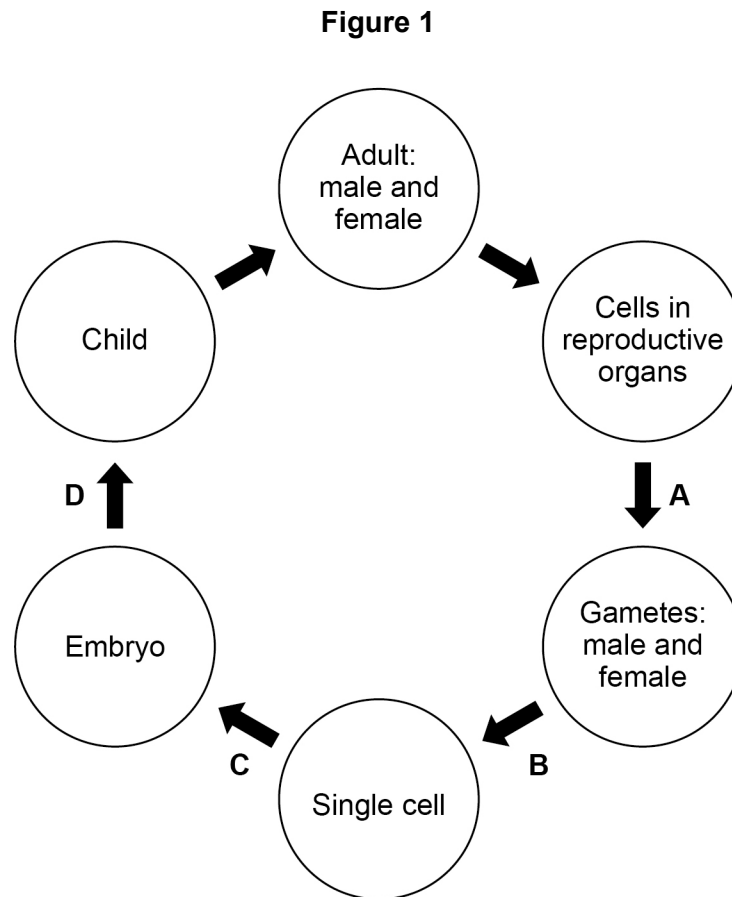 Figure 1
Adult:
male and
female
Cells in
reproductive
organs
A
Gametes:
male and
female
B
Single cell
C
Embryo
D
Child